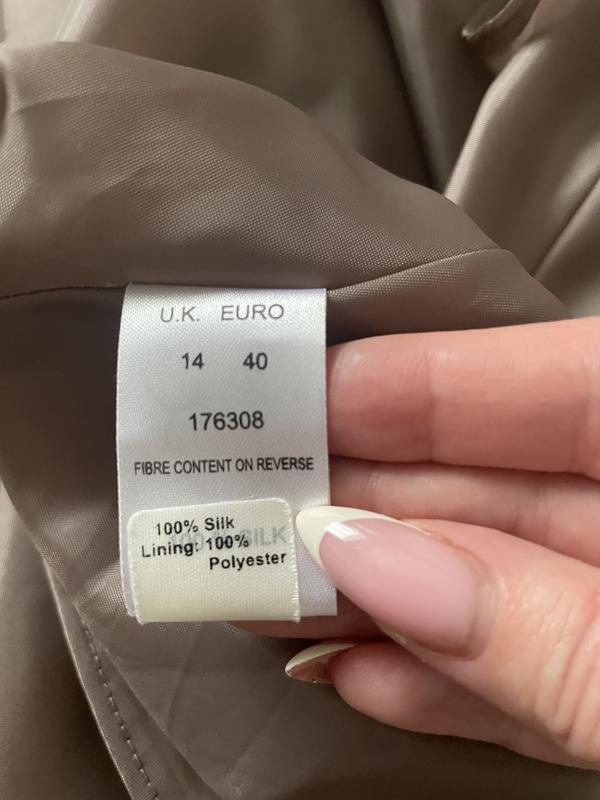 U.K. EURO
14 40
176308
FIBRE CONTENT ON REVERSE
100% Silk
Lining: 100%
Polyester